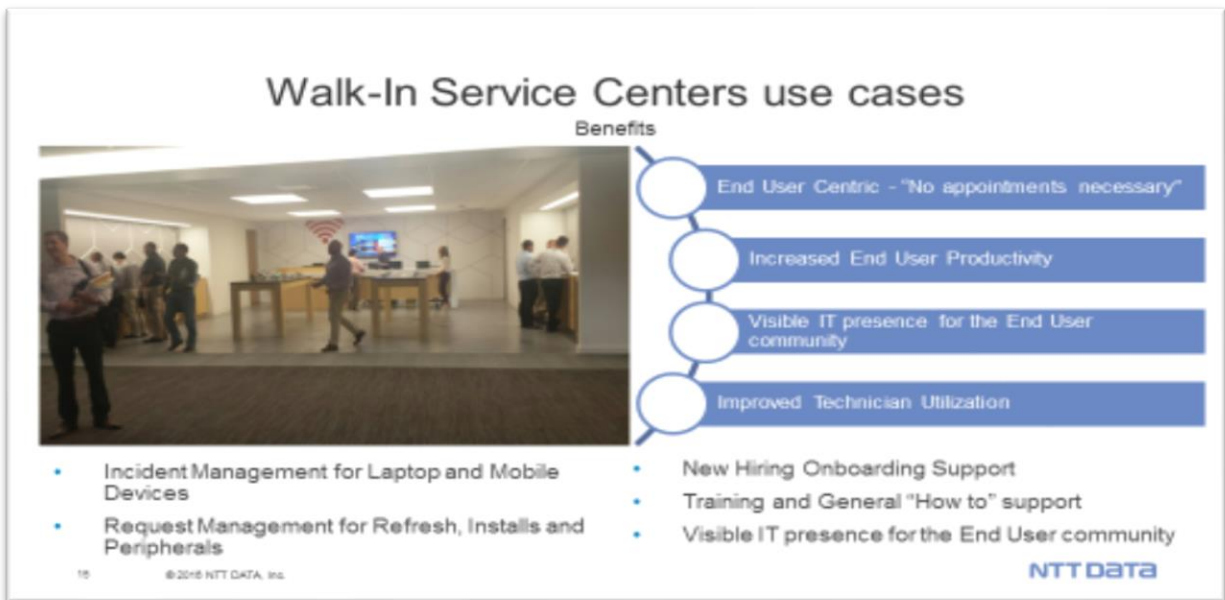 Walk-In Service Centers use cases
Benefits
End User Centric - "No appointments necessary"
Increased End User Productivity
Visible IT presence for the End User
community
Improved Technician Utilization
• Incident Management for Laptop and Mobile
Devices
• Request Management for Refresh, Installs and
Peripherals
• New Hiring Onboarding Support
• Training and General "How to" support
• Visible IT presence for the End User community
© 2016 NTT DATA, Inc.
NTT DATA